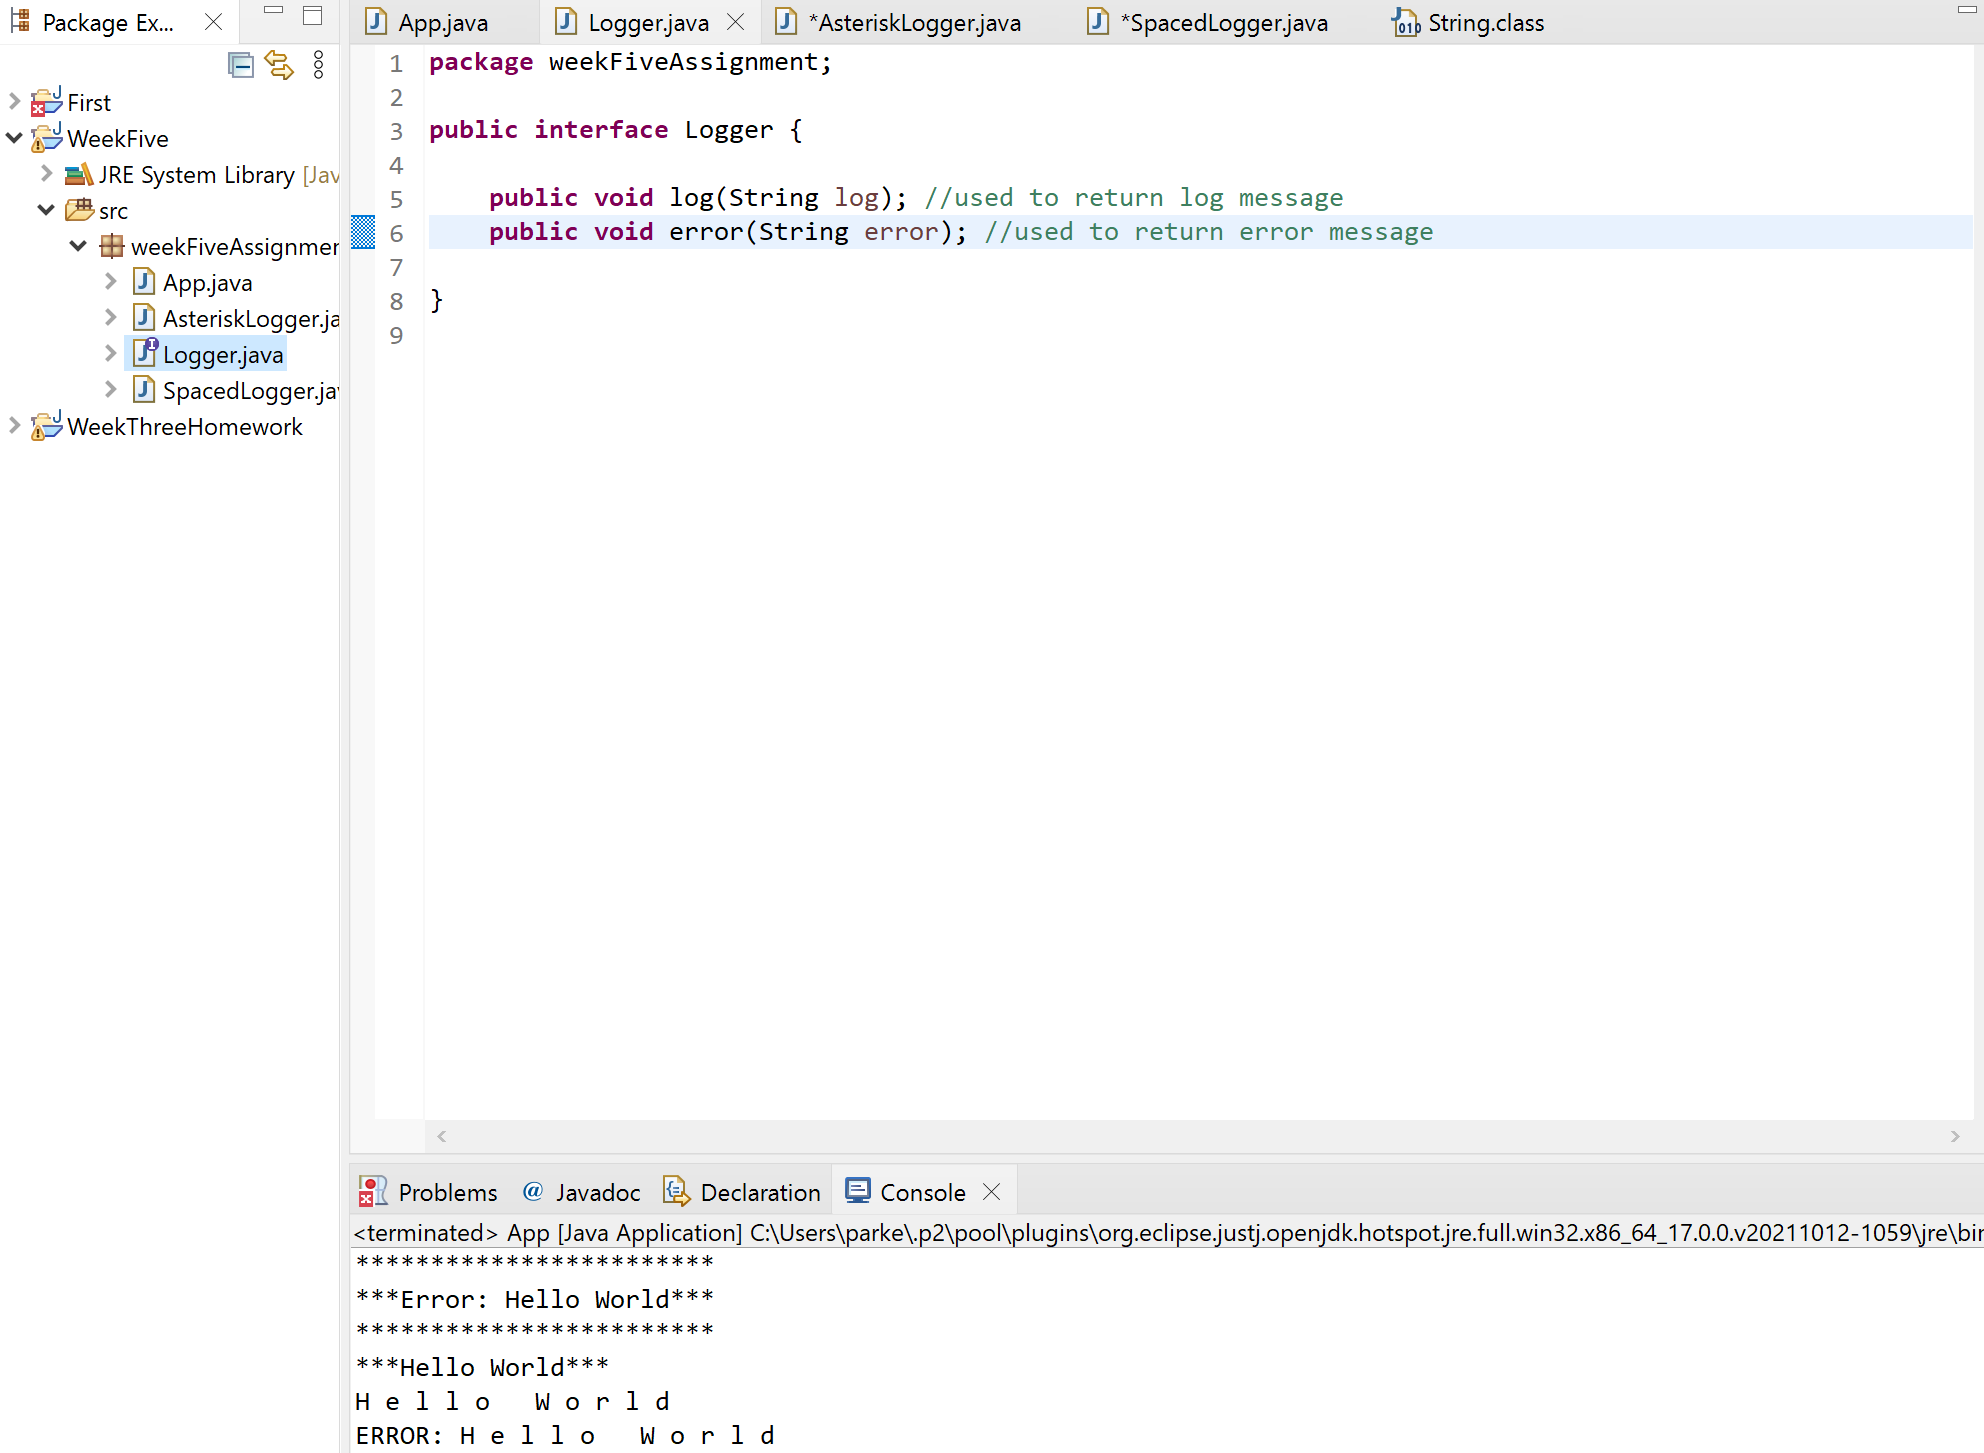 Package Ex...
First
WeekFive
JRE System Library [Jav
src
weekFiveAssignmer
App.java
AsteriskLogger.ja
Logger.java
SpacedLogger.ja
WeekThreeHomework
App.java Logger.java *AsteriskLogger.java *SpacedLogger.java String.class
1 package weekFiveAssignment;
2
3 public interface Logger {
4
5 public void log(String log); //used to return log message
6 public void error(String error); //used to return error message
7
8 }
9
Problems @ Javadoc Declaration Console
<terminated> App [Java Application] C:\Users\parke\.p2\pool\plugins\org.eclipse.justj.openjdk.hotspot.jre.full.win32.x86_64_17.0.0.v20211012-1059\jre\bin
************************
***Error: Hello World***
************************
***Hello World***
H e l l o   W o r l d
ERROR: H e l l o   W o r l d